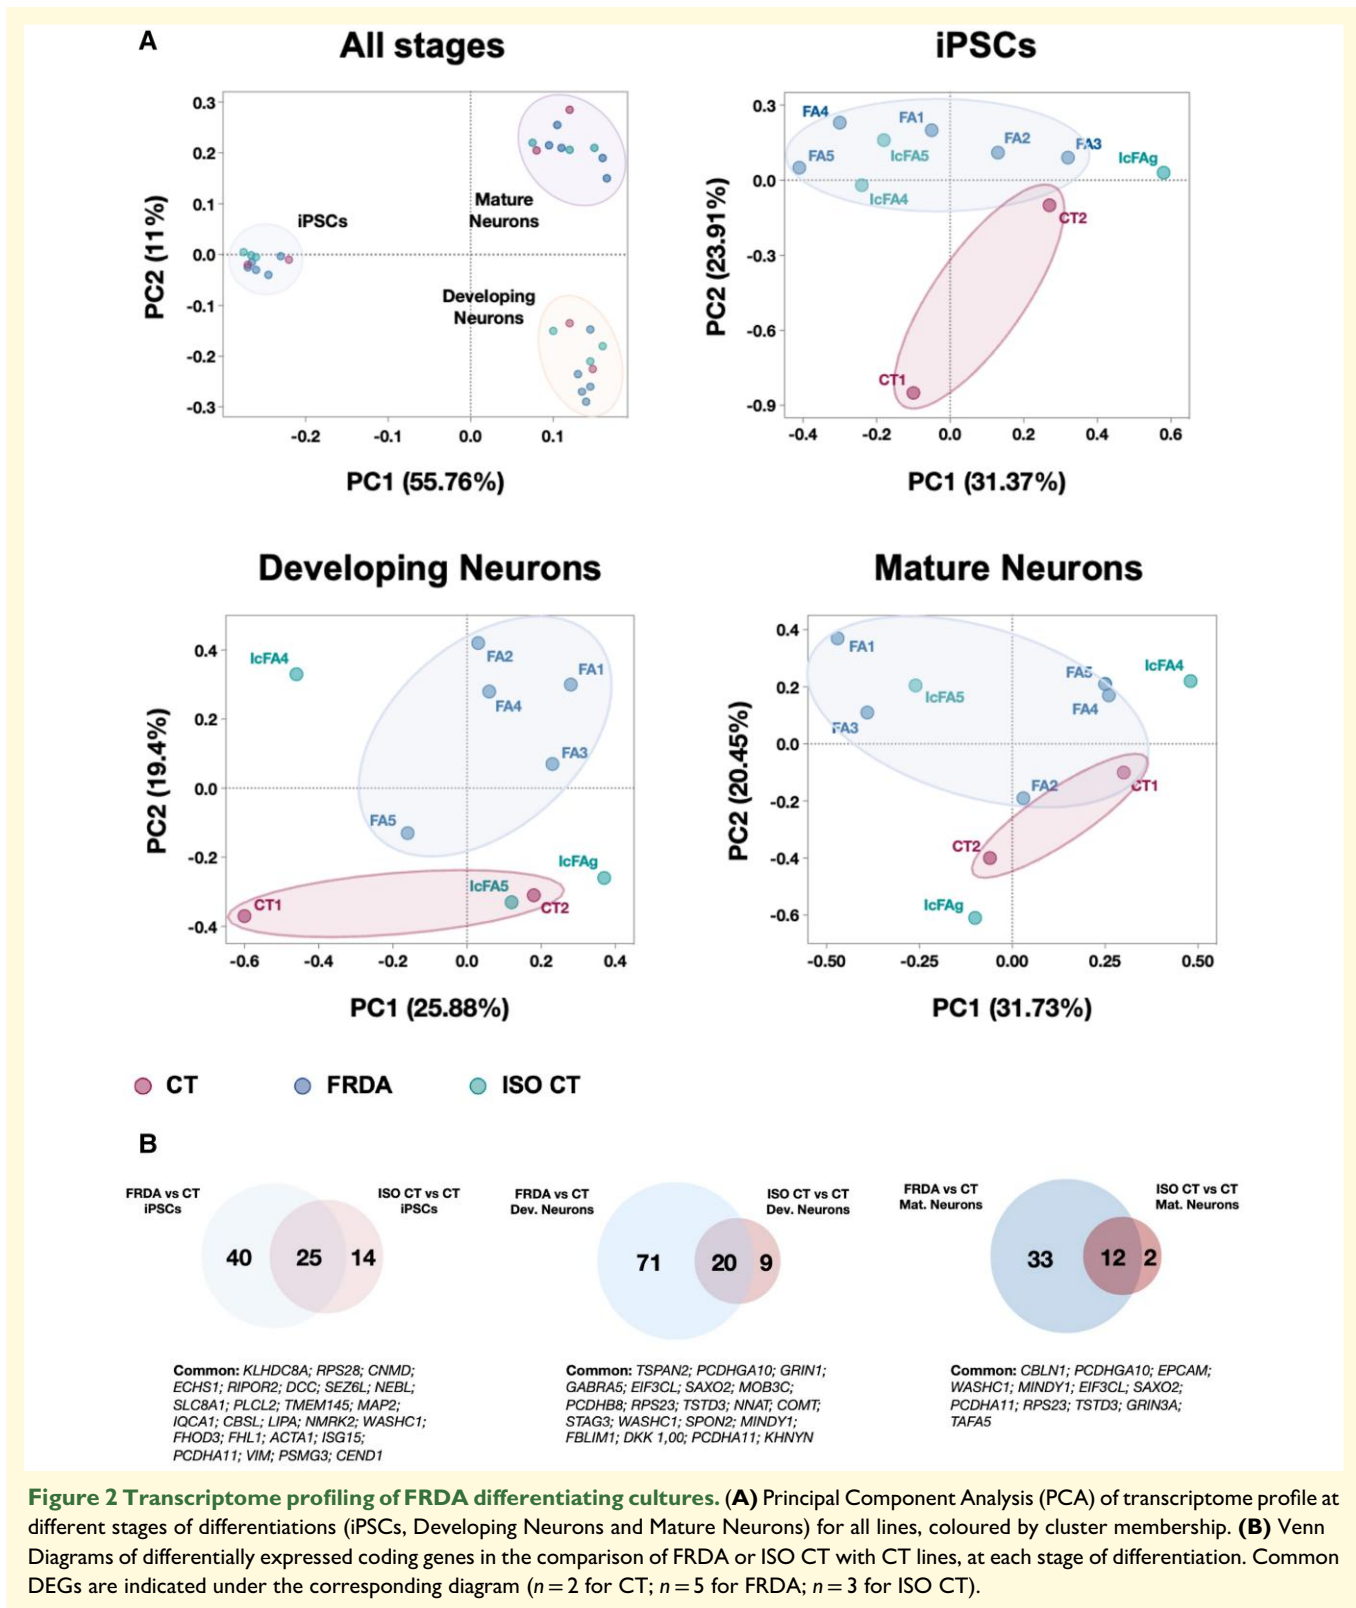 A
All stages
iPSCs
0.3
0.2
0.1
0.0
-0.1
-0.2
-0.3
PC2 (11%)
Mature
Neurons
iPSCs
Developing
Neurons
-0.2
-0.1
0.0
0.1
PC1 (55.76%)
0.3
0.0
-0.3
-0.6
-0.9
PC2 (23.91%)
FA4
FA1
FA2
FA3
FA5
IcFA5
IcFAg
IcFA4
CT2
CT1
-0.4
-0.2
0.0
0.2
0.4
0.6
PC1 (31.37%)
Developing Neurons
Mature Neurons
0.4
0.2
0.0
-0.2
-0.4
PC2 (19.4%)
IcFA4
FA2
FA1
FA4
FA3
FA5
IcFAg
IcFA5
CT1
CT2
-0.6
-0.4
-0.2
0.0
0.2
0.4
PC1 (25.88%)
0.4
0.2
0.0
-0.2
-0.4
-0.6
PC2 (20.45%)
FA1
FA5
IcFA4
IcFA5
FA4
FA3
FA2
CT1
CT2
IcFAg
-0.50
-0.25
0.00
0.25
0.50
PC1 (31.73%)
CT
FRDA
ISO CT
B
FRDA vs CT
iPSCs
ISO CT vs CT
iPSCs
40
25
14
Common: KLHDC8A; RPS28; CNMD;
ECHS1; RIPOR2; DCC; SEZ6L; NEBL;
SLC8A1; PLCL2; TMEM145; MAP2;
IQCA1; CBSL; LIPA; NMRK2; WASHC1;
FHOD3; FHL1; ACTA1; ISG15;
PCDHA11; VIM; PSMG3; CEND1
FRDA vs CT
Dev. Neurons
ISO CT vs CT
Dev. Neurons
71
20
9
Common: TSPAN2; PCDHGA10; GRIN1;
GABRA5; EIF3CL; SAXO2; MOB3C;
PCDHB8; RPS23; TSTD3; NNAT; COMT;
STAG3; WASHC1; SPON2; MINDY1;
FBLIM1; DKK 1,00; PCDHA11; KHNYN
FRDA vs CT
Mat. Neurons
ISO CT vs CT
Mat. Neurons
33
12
2
Common: CBLN1; PCDHGA10; EPCAM;
WASHC1; MINDY1; EIF3CL; SAXO2;
PCDHA11; RPS23; TSTD3; GRIN3A;
TAFA5
Figure 2 Transcriptome profiling of FRDA differentiating cultures. (A) Principal Component Analysis (PCA) of transcriptome profile at
different stages of differentiations (iPSCs, Developing Neurons and Mature Neurons) for all lines, coloured by cluster membership. (B) Venn
Diagrams of differentially expressed coding genes in the comparison of FRDA or ISO CT with CT lines, at each stage of differentiation. Common
DEGs are indicated under the corresponding diagram (n = 2 for CT; n = 5 for FRDA; n = 3 for ISO CT).